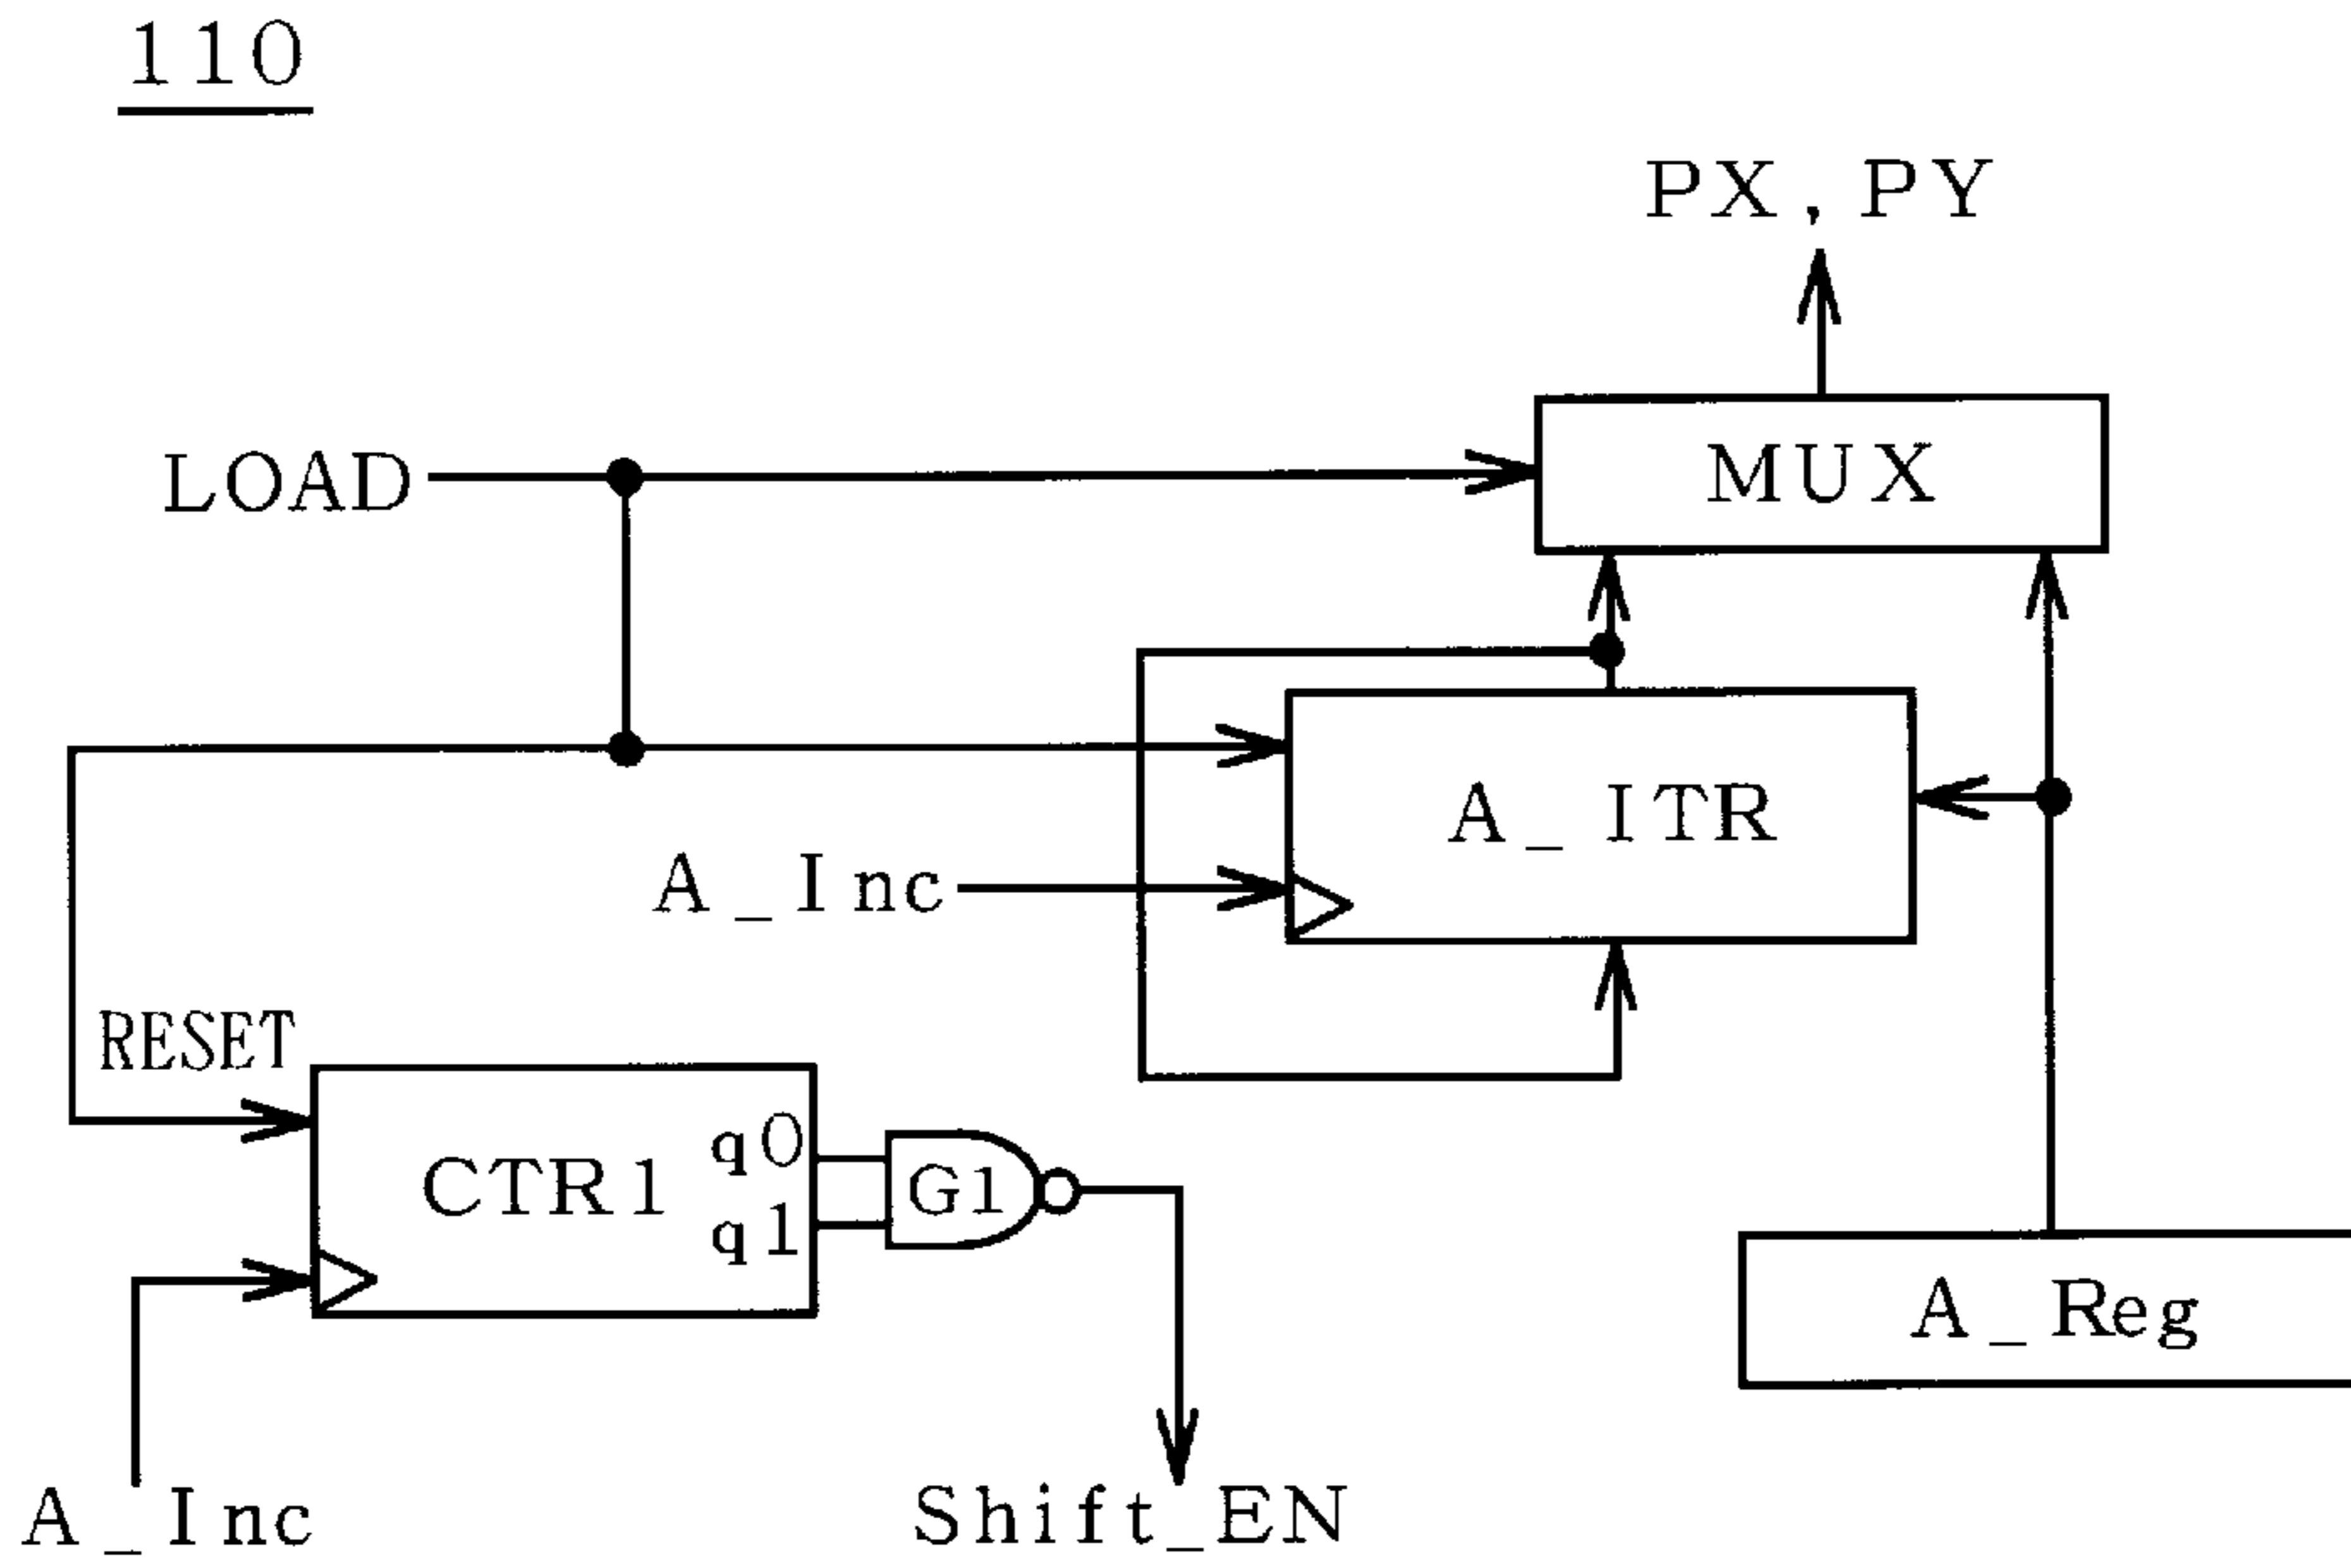 110
PX, PY
LOAD
MUX
A_ITR
A_Inc
RESET
q0
CTR1
G1
q1
A_Reg
A_Inc
Shift_EN